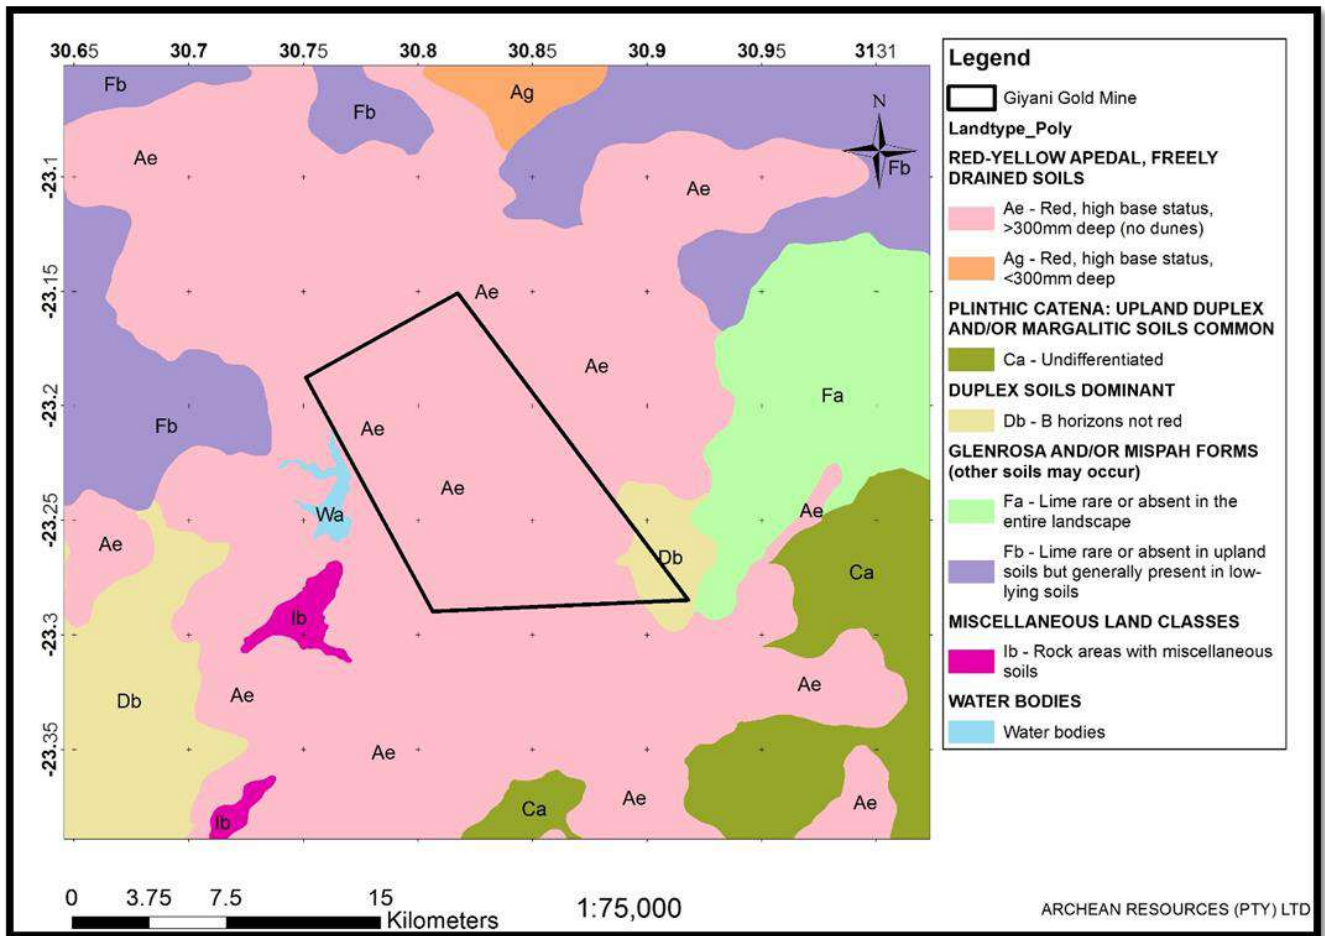 30.65 30.7 30.75 30.8 30.85 30.9 30.95 3131
-23.1
-23.15
-23.2
-23.25
-23.3
-23.35
Fb
Fb
Ag
Ae
Ae
Fb
N
Ae
Ae
Fa
Fb
Ae
Ae
Wa
Ae
Ae
Db
Ca
Ib
Db
Ae
Ae
Ae
Ib
Ca
Ae
Ae
Legend
Giyani Gold Mine
Landtype_Poly
RED-YELLOW APEDAL, FREELY
DRAINED SOILS
Ae - Red, high base status,
>300mm deep (no dunes)
Ag - Red, high base status,
<300mm deep
PLINTHIC CATENA: UPLAND DUPLEX
AND/OR MARGALITIC SOILS COMMON
Ca - Undifferentiated
DUPLEX SOILS DOMINANT
Db - B horizons not red
GLENROSA AND/OR MISPAH FORMS
(other soils may occur)
Fa - Lime rare or absent in the
entire landscape
Fb - Lime rare or absent in upland
soils but generally present in low-
lying soils
MISCELLANEOUS LAND CLASSES
Ib - Rock areas with miscellaneous
soils
WATER BODIES
Water bodies
0 3.75 7.5 15
Kilometers
1:75,000
ARCHEAN RESOURCES (PTY) LTD